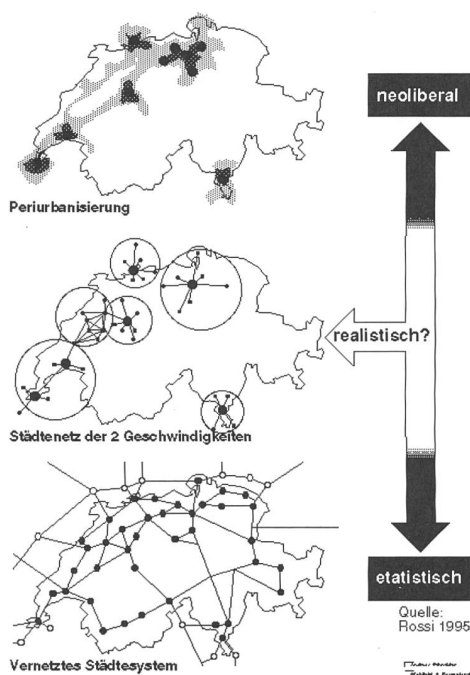 neoliberal
Periurbanisierung
realistisch?
Städtenetz der 2 Geschwindigkeiten
etatistisch
Quelle:
Rossi 1995
Vernetztes Städtesystem